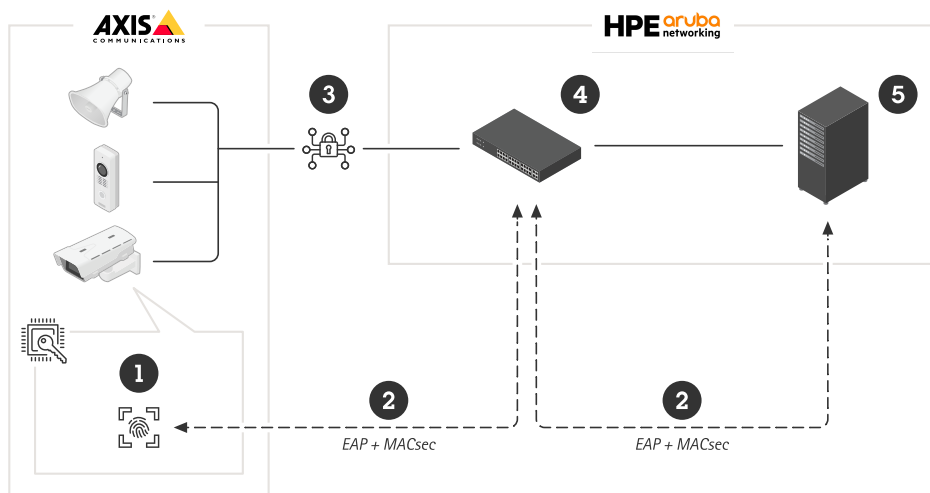 AXIS
COMMUNICATIONS
HPE aruba
networking
3
4
5
1
2
EAP + MACsec
2
EAP + MACsec